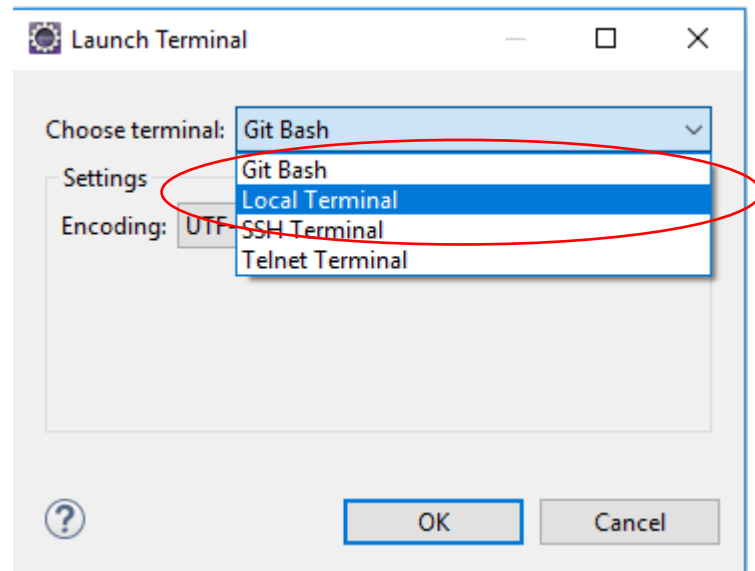 Launch Terminal
Choose terminal: Git Bash
Git Bash
Settings
Local Terminal
Encoding: UTF-
SSH Terminal
Telnet Terminal
?
OK Cancel